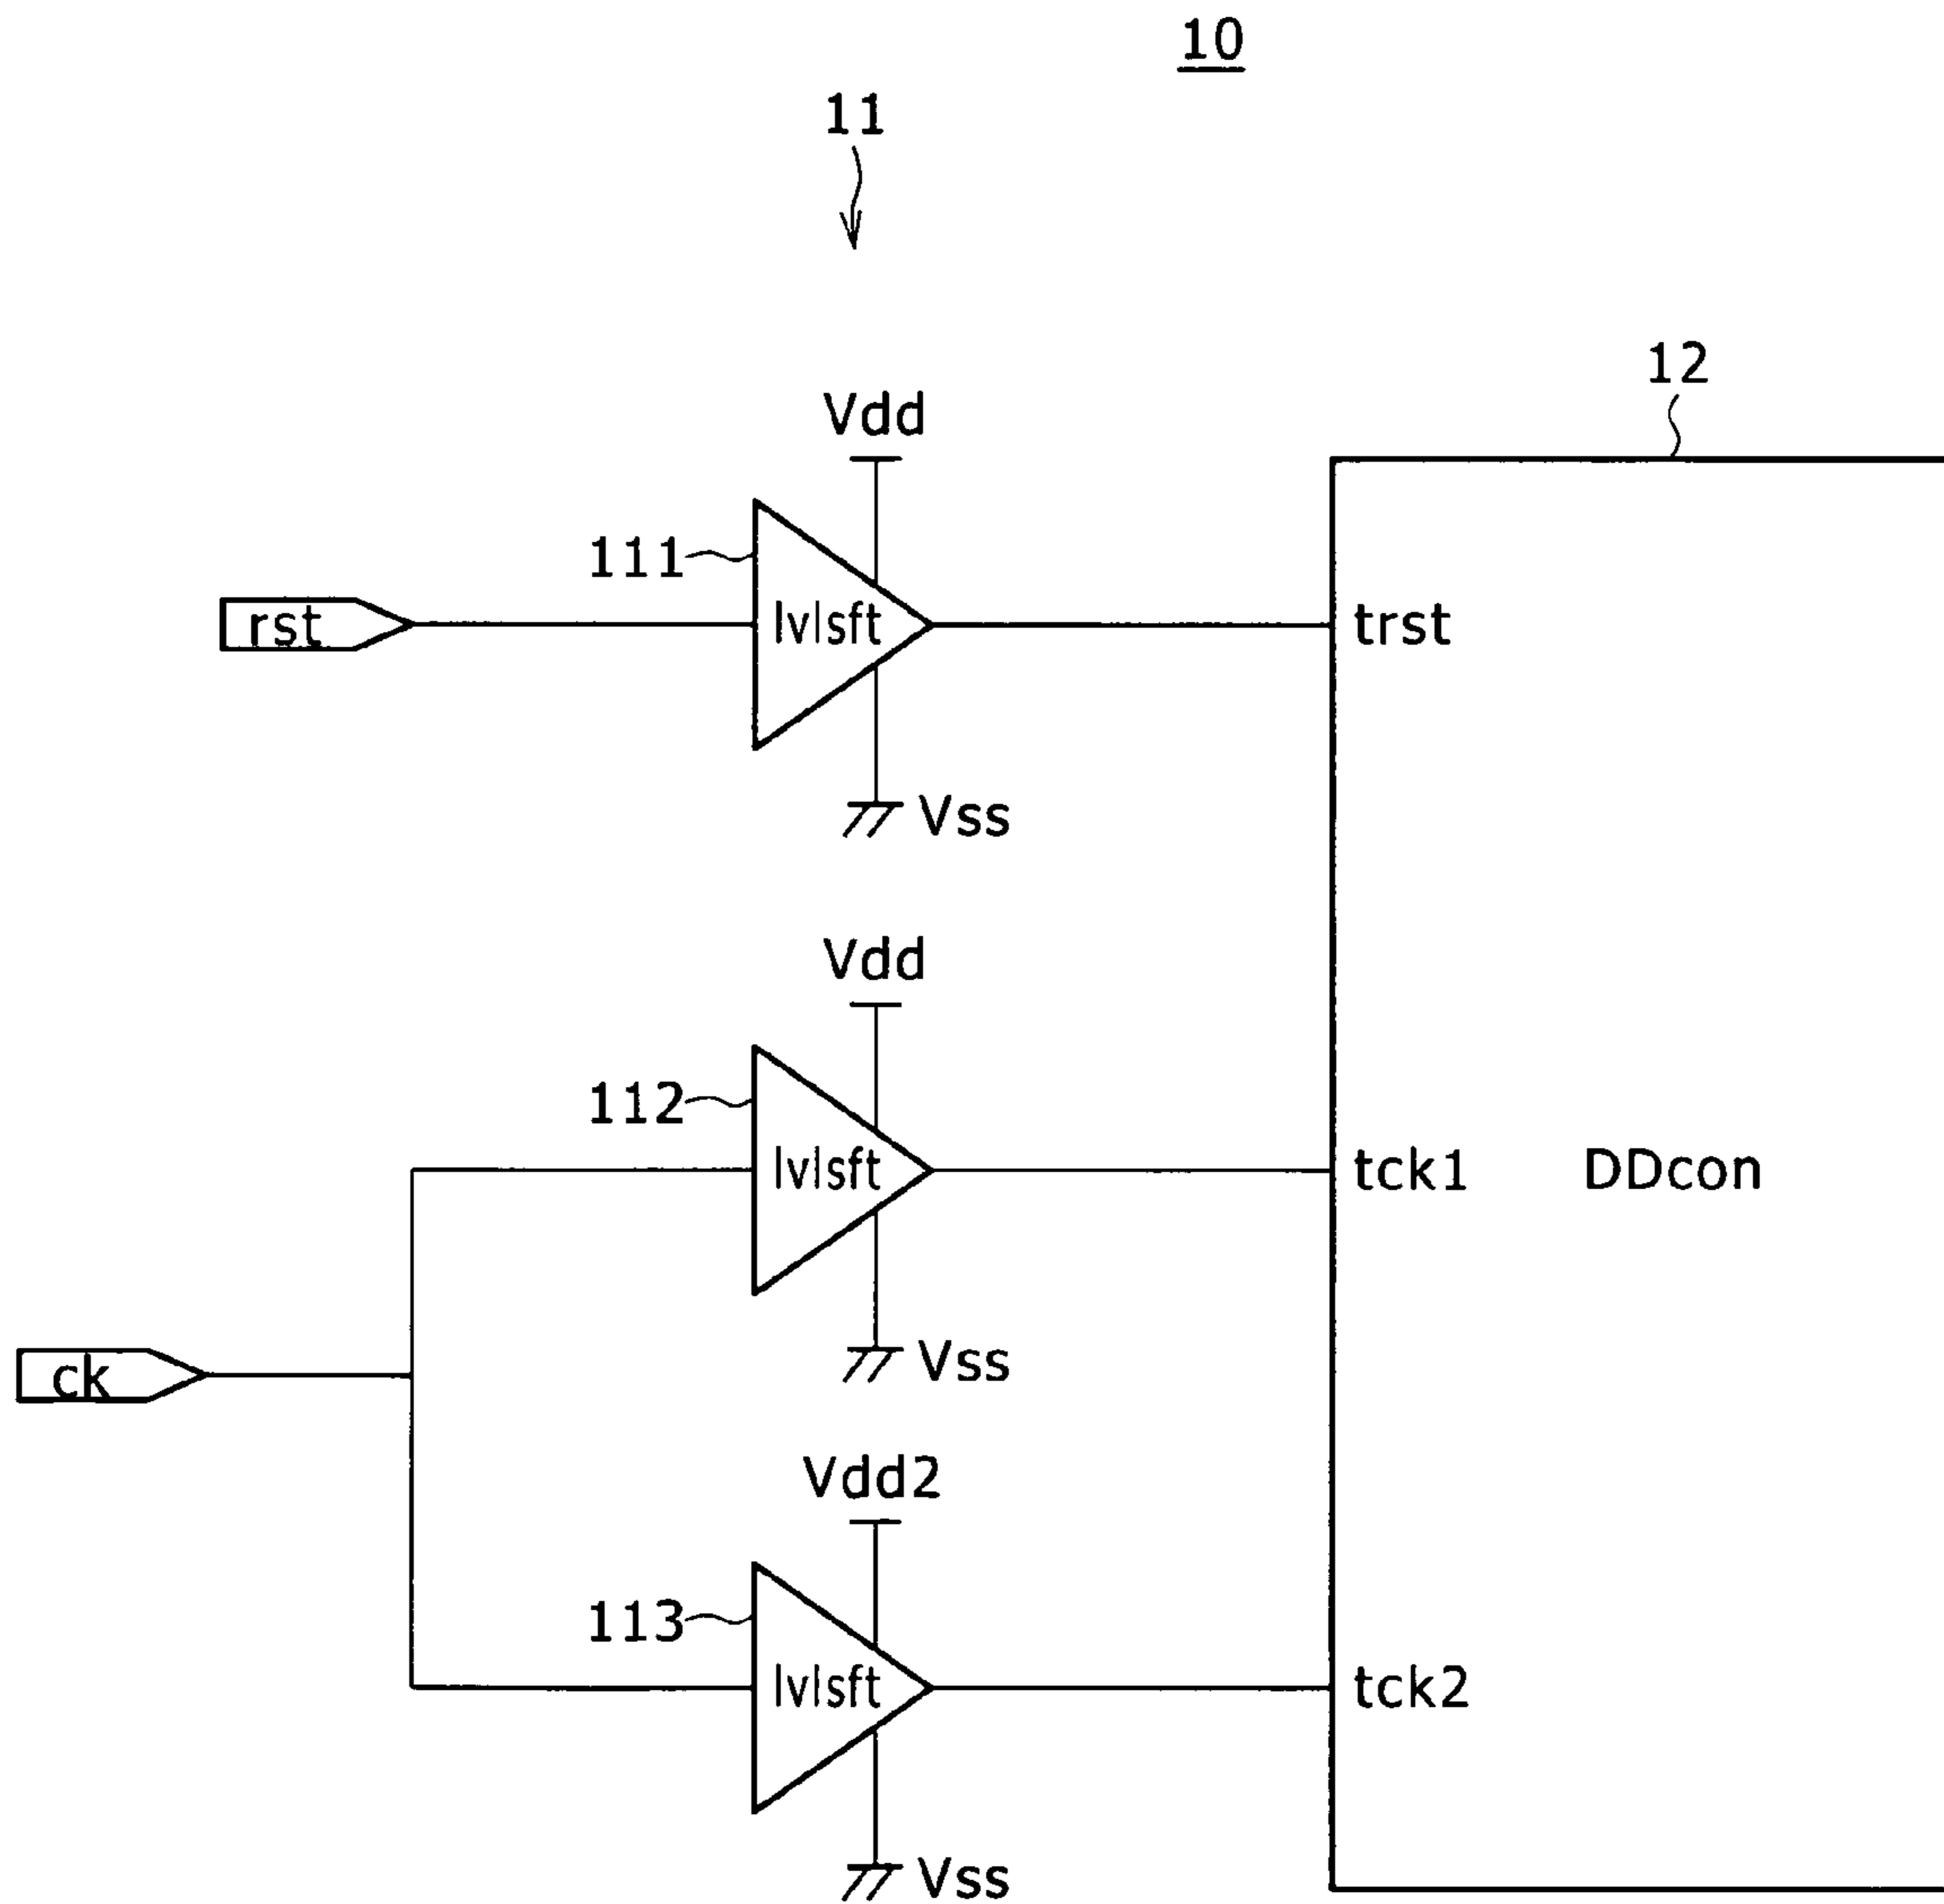 10
11
12
Vdd
111
rst
lvlsft
trst
Vss
Vdd
112
lvlsft
tck1
DDcon
Vss
ck
Vdd2
113
lvlsft
tck2
Vss